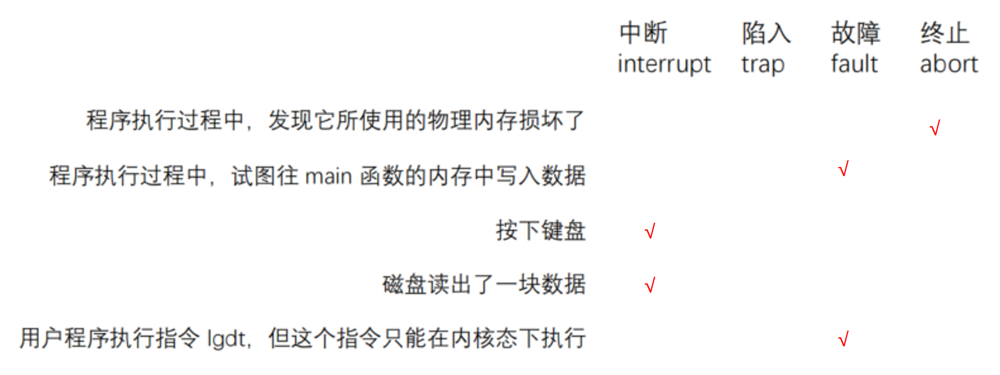 中断 陷入 故障 终止
interrupt trap fault abort
程序执行过程中，发现它所使用的物理内存损坏了 √
程序执行过程中，试图往 main 函数的内存中写入数据 √
按下键盘 √
磁盘读出了一块数据 √
用户程序执行指令 lgdt，但这个指令只能在内核态下执行 √